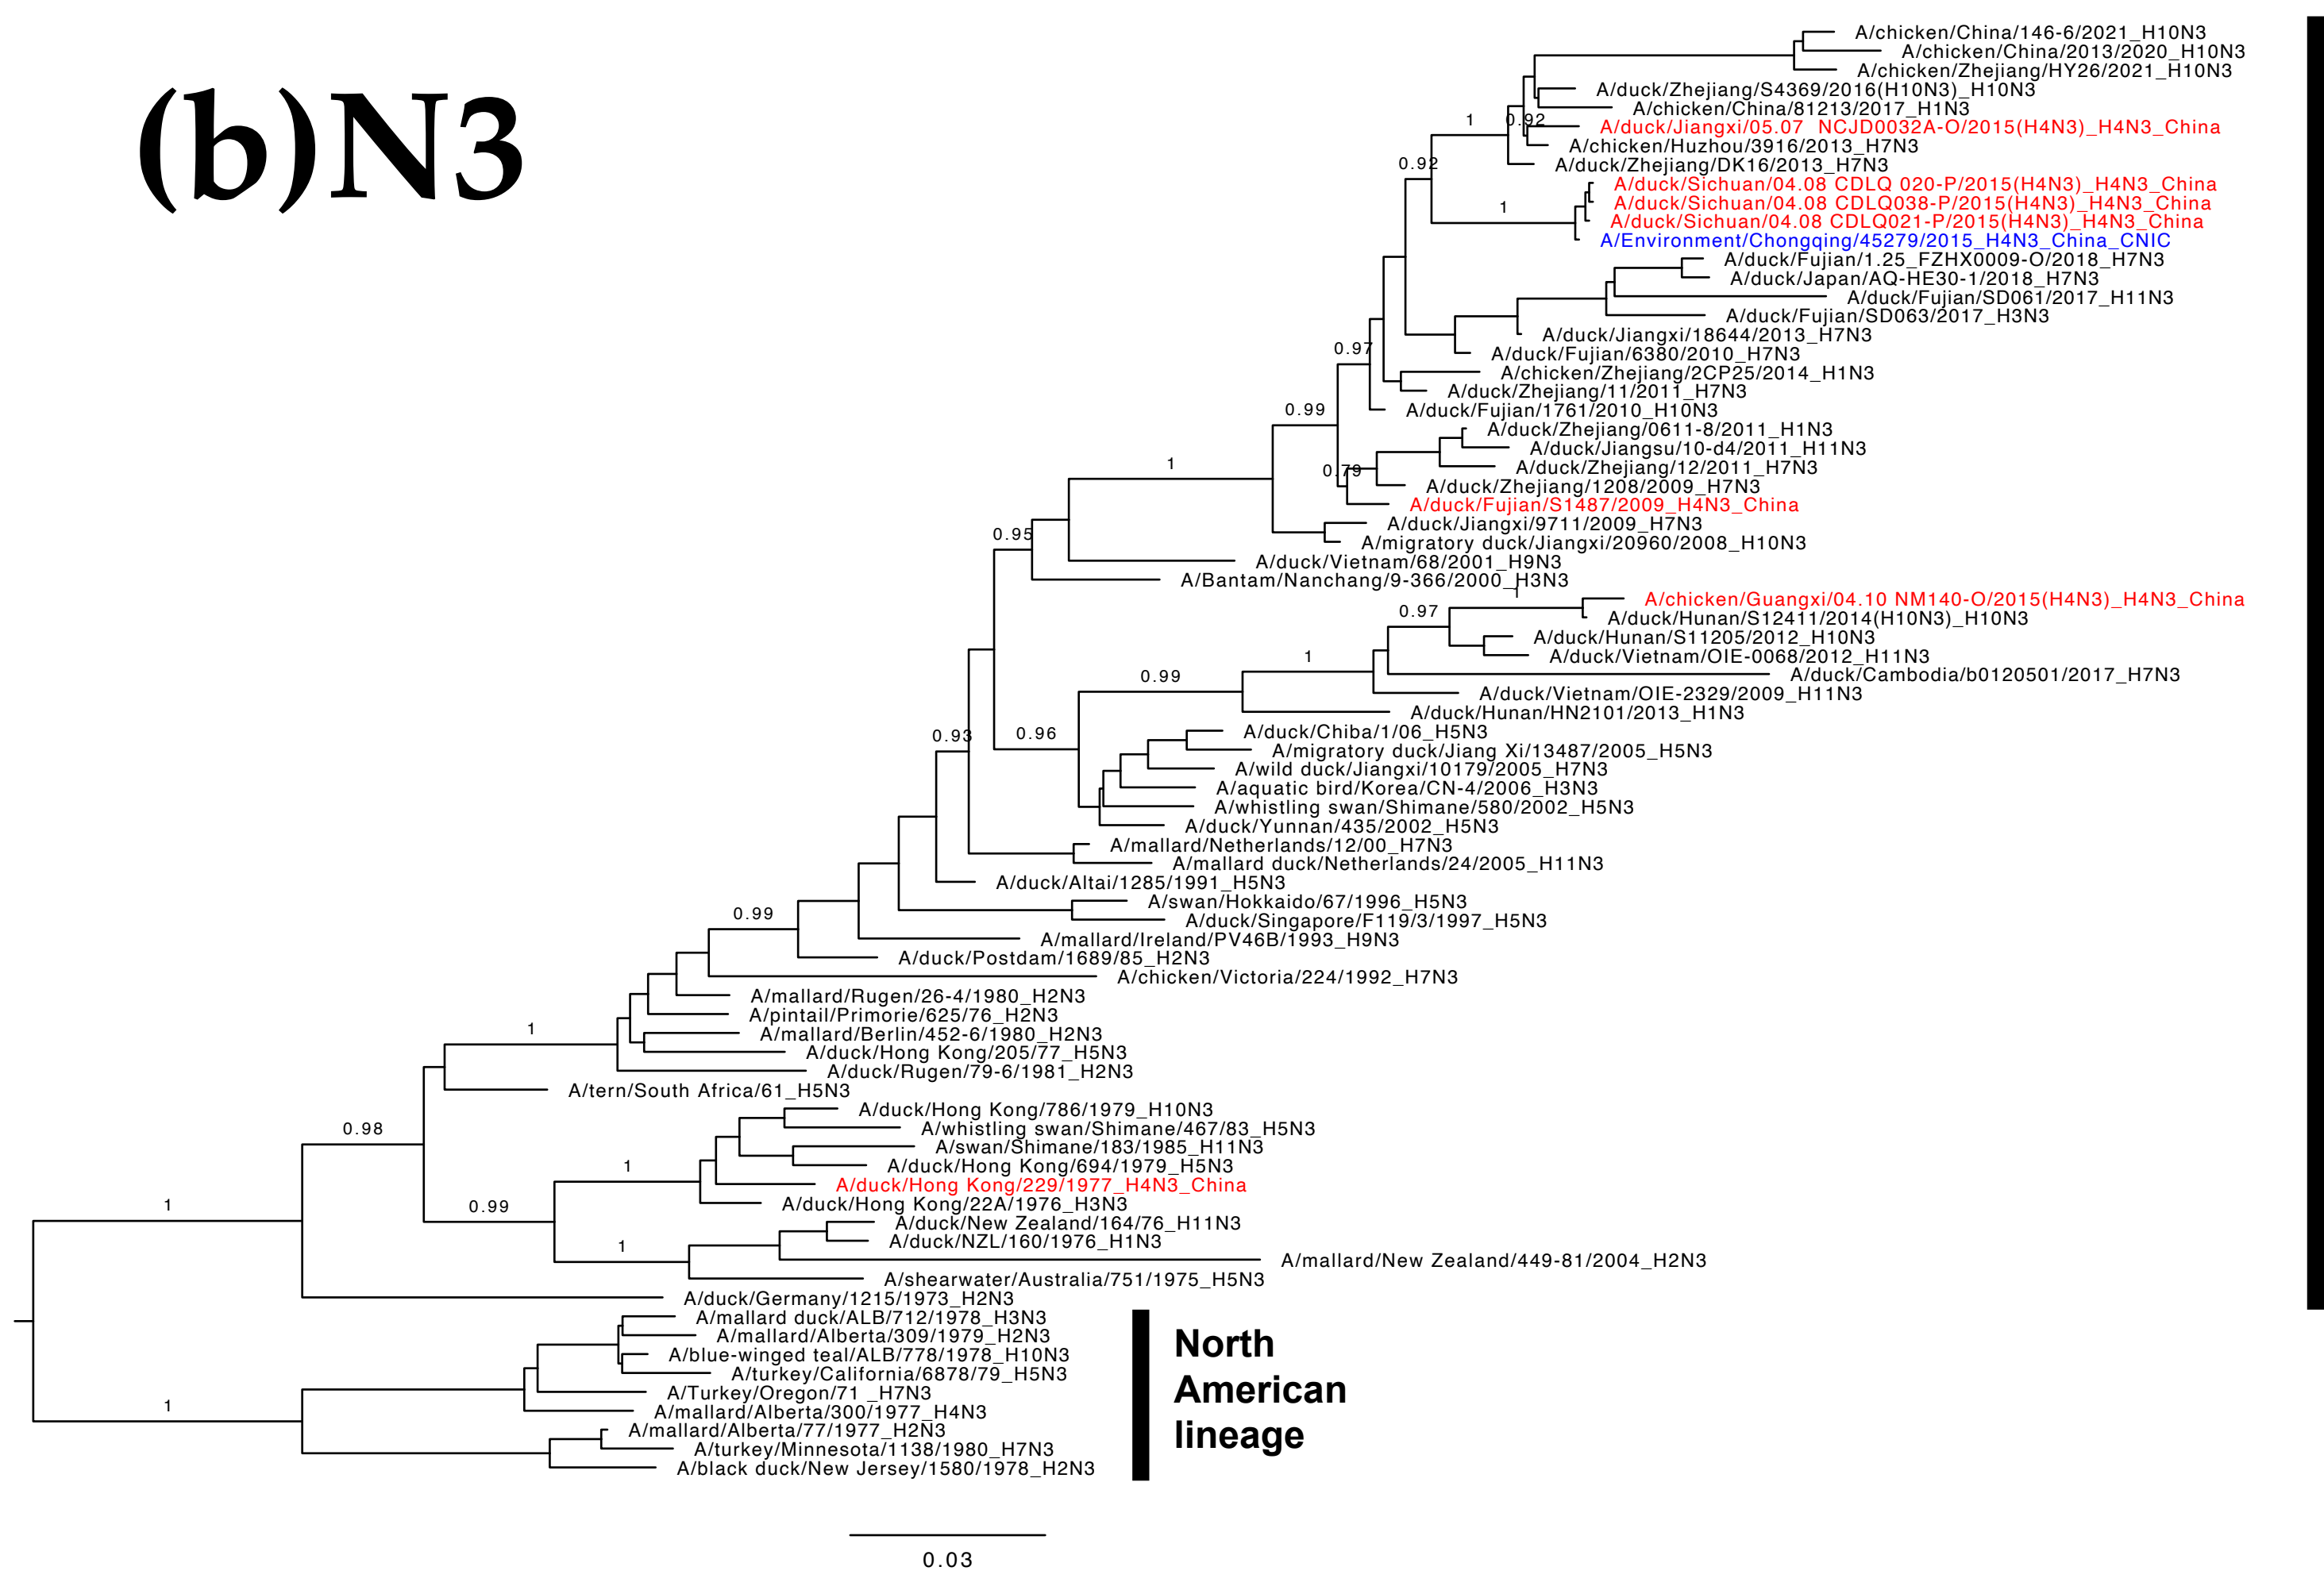 (b)N3
A/chicken/China/146-6/2021_H10N3
A/chicken/China/2013/2020_H10N3
A/chicken/Zhejiang/HY26/2021_H10N3
A/duck/Zhejiang/S4369/2016(H10N3)_H10N3
A/chicken/China/81213/2017_H1N3
1
0.92
A/duck/Jiangxi/05.07 NCJD0032A-O/2015(H4N3)_H4N3_China
A/chicken/Huzhou/3916/2013_H7N3
0.92
A/duck/Zhejiang/DK16/2013_H7N3
A/duck/Sichuan/04.08 CDLQ 020-P/2015(H4N3)_H4N3_China
1
A/duck/Sichuan/04.08 CDLQ038-P/2015(H4N3)_H4N3_China
A/duck/Sichuan/04.08 CDLQ021-P/2015(H4N3)_H4N3_China
A/Environment/Chongqing/45279/2015_H4N3_China_CNIC
A/duck/Fujian/1.25_FZHX0009-O/2018_H7N3
A/duck/Japan/AQ-HE30-1/2018_H7N3
A/duck/Fujian/SD061/2017_H11N3
A/duck/Fujian/SD063/2017_H3N3
A/duck/Jiangxi/18644/2013_H7N3
0.97
A/duck/Fujian/6380/2010_H7N3
A/chicken/Zhejiang/2CP25/2014_H1N3
A/duck/Zhejiang/11/2011_H7N3
0.99
A/duck/Fujian/1761/2010_H10N3
A/duck/Zhejiang/0611-8/2011_H1N3
A/duck/Jiangsu/10-d4/2011_H11N3
1
0.79
A/duck/Zhejiang/12/2011_H7N3
A/duck/Zhejiang/1208/2009_H7N3
A/duck/Fujian/S1487/2009_H4N3_China
A/duck/Jiangxi/9711/2009_H7N3
0.95
A/migratory duck/Jiangxi/20960/2008_H10N3
A/duck/Vietnam/68/2001_H9N3
A/Bantam/Nanchang/9-366/2000_H3N3
1
A/chicken/Guangxi/04.10 NM140-O/2015(H4N3)_H4N3_China
0.97
A/duck/Hunan/S12411/2014(H10N3)_H10N3
A/duck/Hunan/S11205/2012_H10N3
1
A/duck/Vietnam/OIE-0068/2012_H11N3
0.99
A/duck/Cambodia/b0120501/2017_H7N3
A/duck/Vietnam/OIE-2329/2009_H11N3
A/duck/Hunan/HN2101/2013_H1N3
0.93
0.96
A/duck/Chiba/1/06_H5N3
A/migratory duck/Jiang Xi/13487/2005_H5N3
A/wild duck/Jiangxi/10179/2005_H7N3
A/aquatic bird/Korea/CN-4/2006_H3N3
A/whistling swan/Shimane/580/2002_H5N3
A/duck/Yunnan/435/2002_H5N3
A/mallard/Netherlands/12/00_H7N3
A/mallard duck/Netherlands/24/2005_H11N3
A/duck/Altai/1285/1991_H5N3
A/swan/Hokkaido/67/1996_H5N3
0.99
A/duck/Singapore/F119/3/1997_H5N3
A/mallard/Ireland/PV46B/1993_H9N3
A/duck/Postdam/1689/85_H2N3
A/chicken/Victoria/224/1992_H7N3
A/mallard/Rugen/26-4/1980_H2N3
A/pintail/Primorie/625/76_H2N3
1
A/mallard/Berlin/452-6/1980_H2N3
A/duck/Hong Kong/205/77_H5N3
A/duck/Rugen/79-6/1981_H2N3
A/tern/South Africa/61_H5N3
A/duck/Hong Kong/786/1979_H10N3
0.98
A/whistling swan/Shimane/467/83_H5N3
A/swan/Shimane/183/1985_H11N3
1
A/duck/Hong Kong/694/1979_H5N3
A/duck/Hong Kong/229/1977_H4N3_China
1
0.99
A/duck/Hong Kong/22A/1976_H3N3
A/duck/New Zealand/164/76_H11N3
1
A/duck/NZL/160/1976_H1N3
A/mallard/New Zealand/449-81/2004_H2N3
A/shearwater/Australia/751/1975_H5N3
A/duck/Germany/1215/1973_H2N3
A/mallard duck/ALB/712/1978_H3N3
A/mallard/Alberta/309/1979_H2N3
A/blue-winged teal/ALB/778/1978_H10N3
A/turkey/California/6878/79_H5N3
A/Turkey/Oregon/71 _H7N3
1
A/mallard/Alberta/300/1977_H4N3
A/mallard/Alberta/77/1977_H2N3
A/turkey/Minnesota/1138/1980_H7N3
A/black duck/New Jersey/1580/1978_H2N3
North
American
lineage
0.03